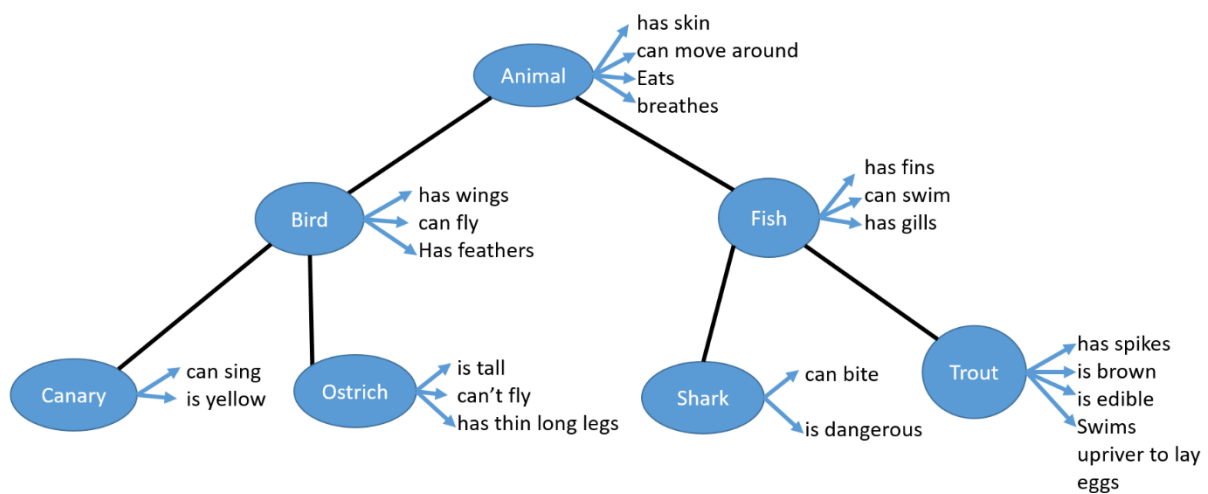 has skin
can move around
Animal
Eats
breathes
has wings
Bird
can fly
Has feathers
has fins
Fish
can swim
has gills
Canary
can sing
is yellow
Ostrich
is tall
can’t fly
has thin long legs
Shark
can bite
is dangerous
Trout
has spikes
is brown
is edible
Swims
upriver to lay
eggs